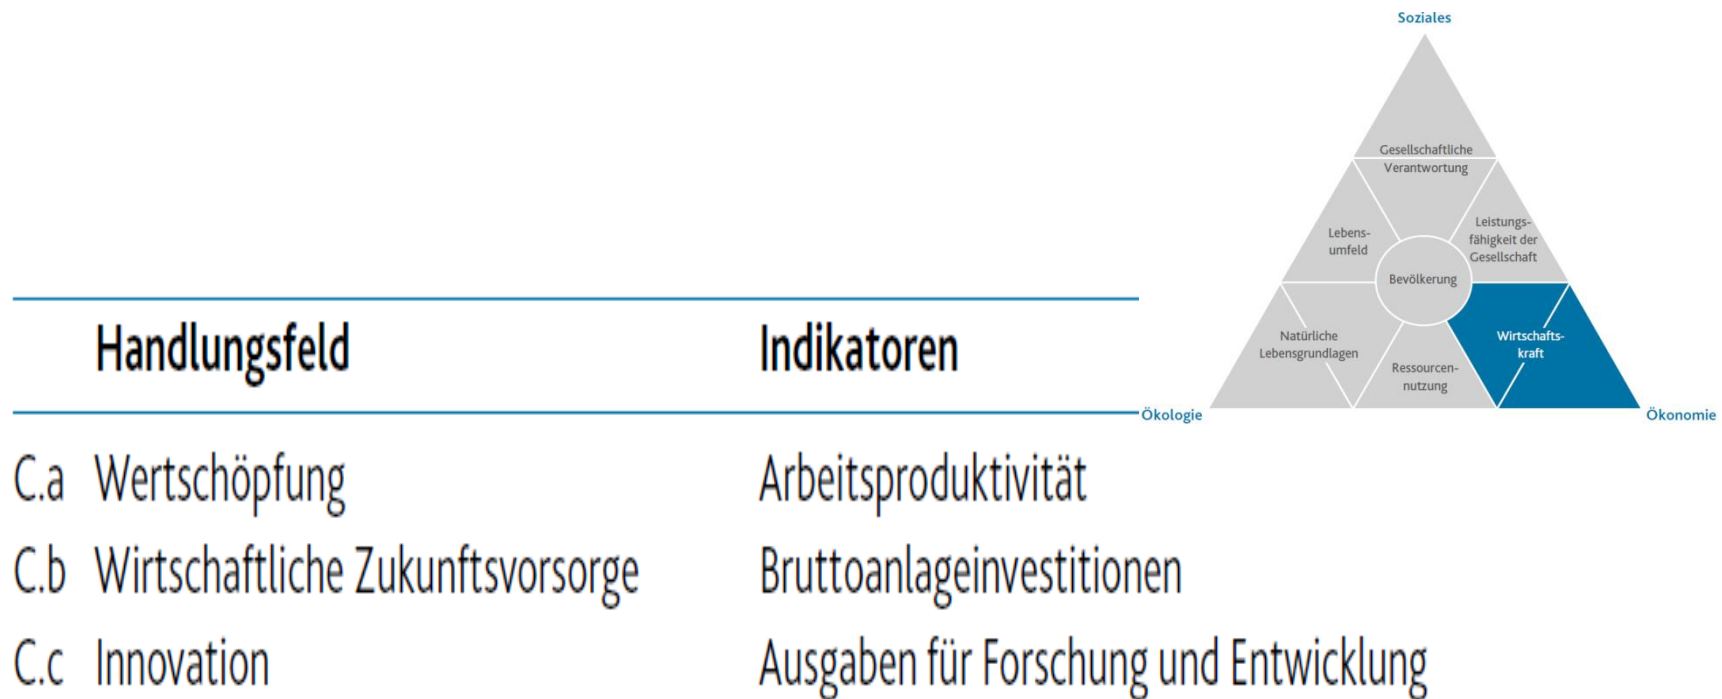 Soziales
Gesellschaftliche
Verantwortung
Lebens-
umfeld
Leistungs-
fähigkeit der
Gesellschaft
Bevölkerung
Natürliche
Lebensgrundlagen
Ressourcen-
nutzung
Wirtschafts-
kraft
Ökologie
Ökonomie
Handlungsfeld Indikatoren
C.a Wertschöpfung Arbeitsproduktivität
C.b Wirtschaftliche Zukunftsvorsorge Bruttoanlageinvestitionen
C.c Innovation Ausgaben für Forschung und Entwicklung